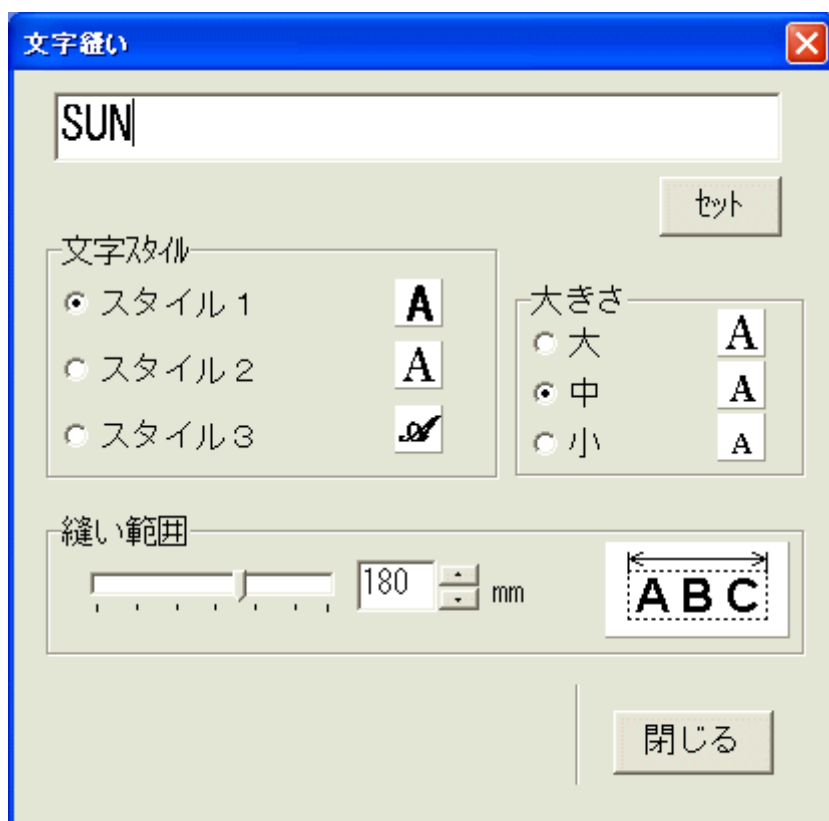 文字縫い
SUN
ｾｯﾄ
文字ｽﾀｲﾙ
スタイル１ A
スタイル２ A
スタイル３ A
大きさ
大 A
中 A
小 A
縫い範囲
180 mm
ABC
閉じる